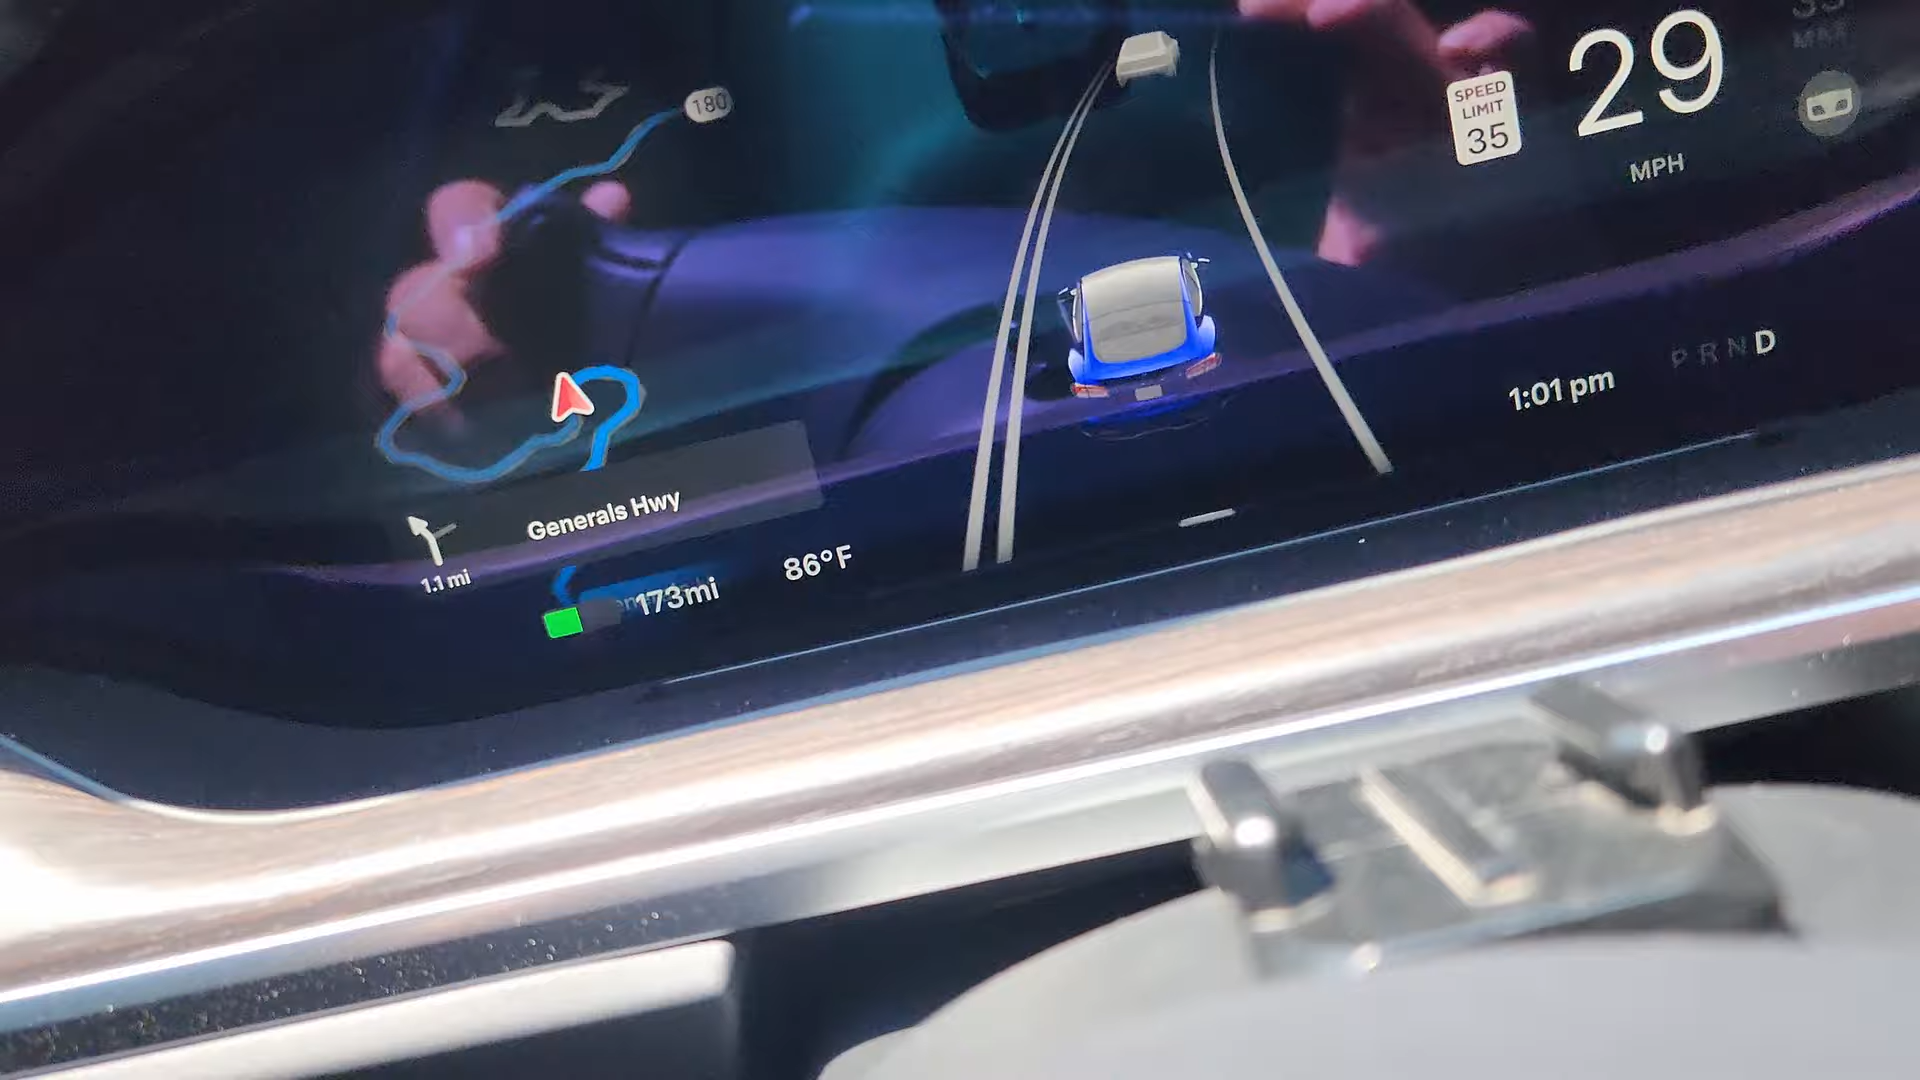 180
SPEED
LIMIT
35
29
MPH
P R N D
1:01 pm
Generals Hwy
1.1 mi
86°F
173mi